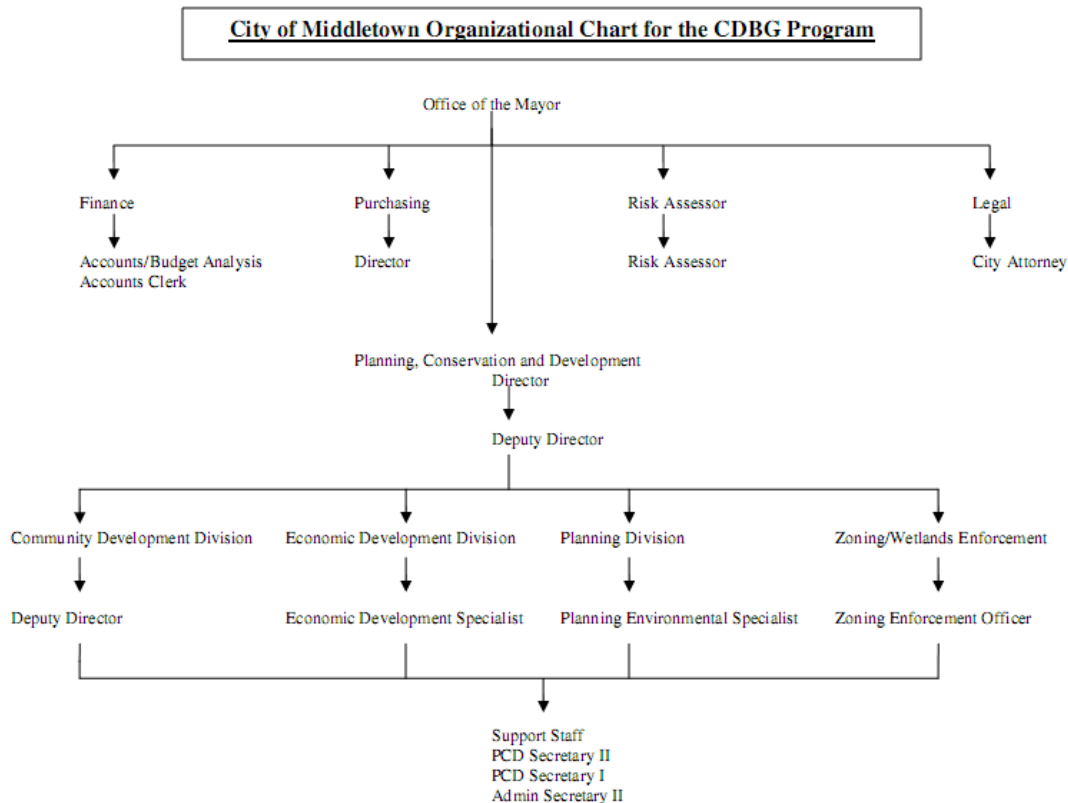 City of Middletown Organizational Chart for the CDBG Program
Office of the Mayor
Finance
Purchasing
Risk Assessor
Legal
Accounts/Budget Analysis
Accounts Clerk
Director
Risk Assessor
City Attorney
Planning, Conservation and Development
Director
Deputy Director
Community Development Division
Economic Development Division
Planning Division
Zoning/Wetlands Enforcement
Deputy Director
Economic Development Specialist
Planning Environmental Specialist
Zoning Enforcement Officer
Support Staff
PCD Secretary II
PCD Secretary I
Admin Secretary II